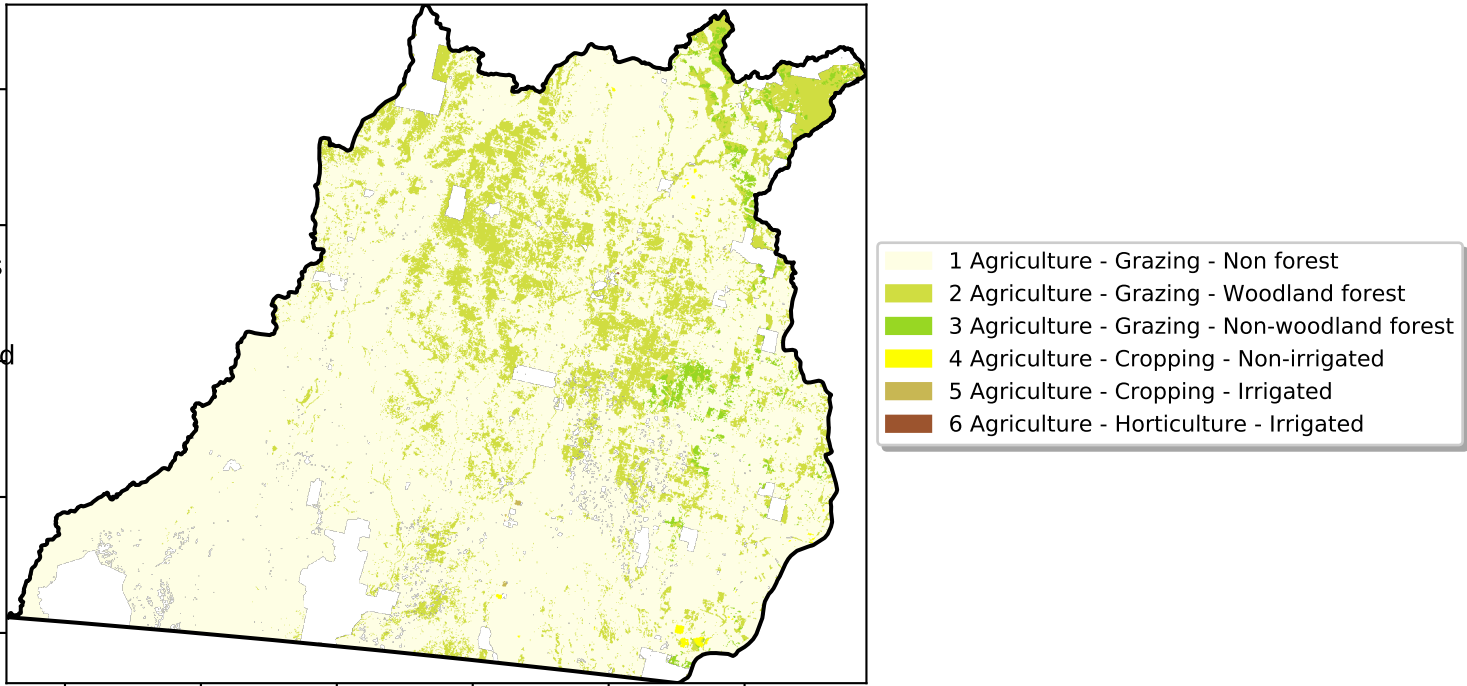 1 Agriculture - Grazing - Non forest
2 Agriculture - Grazing - Woodland forest
3 Agriculture - Grazing - Non-woodland forest
d
4 Agriculture - Cropping - Non-irrigated
5 Agriculture - Cropping - Irrigated
6 Agriculture - Horticulture - Irrigated